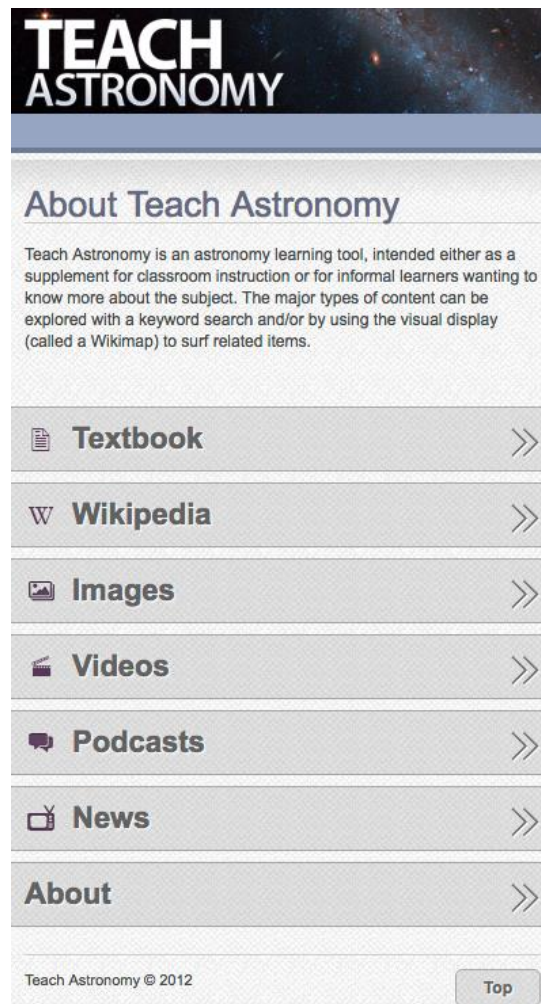 TEACH
ASTRONOMY
About Teach Astronomy
Teach Astronomy is an astronomy learning tool, intended either as a
supplement for classroom instruction or for informal learners wanting to
know more about the subject. The major types of content can be
explored with a keyword search and/or by using the visual display
(called a Wikimap) to surf related items.
Textbook
W Wikipedia
Images
Videos
Podcasts
News
About
Teach Astronomy © 2012
Top